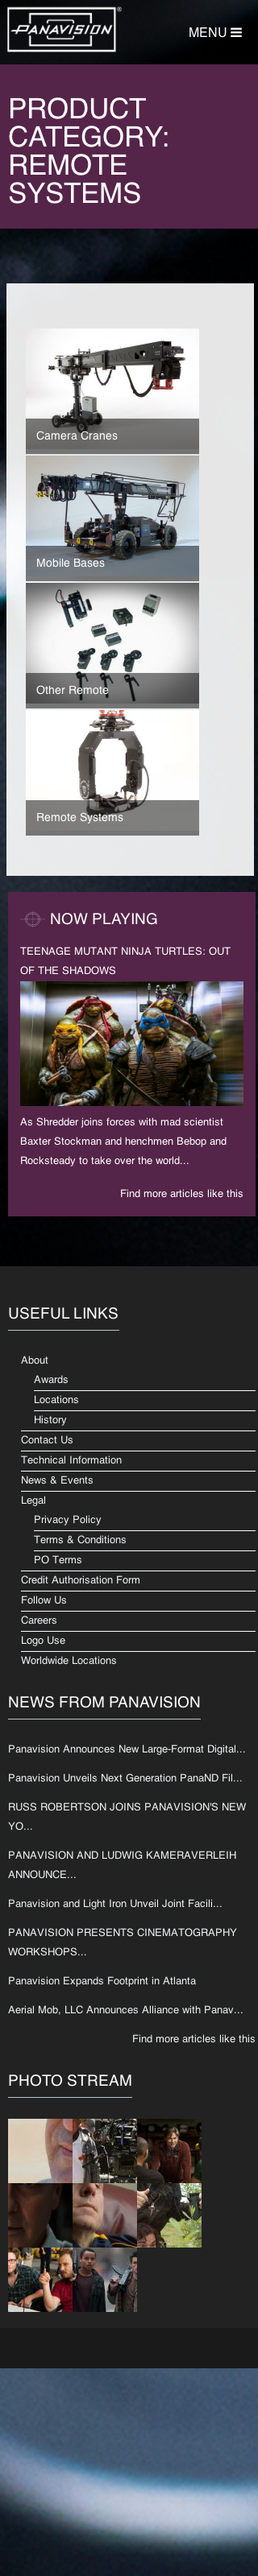 PANAVISION®
MENU
PRODUCT
CATEGORY:
REMOTE
SYSTEMS
Camera Cranes
Mobile Bases
Other Remote
Remote Systems
NOW PLAYING
TEENAGE MUTANT NINJA TURTLES: OUT
OF THE SHADOWS
As Shredder joins forces with mad scientist
Baxter Stockman and henchmen Bebop and
Rocksteady to take over the world...
Find more articles like this
USEFUL LINKS
About
Awards
Locations
History
Contact Us
Technical Information
News & Events
Legal
Privacy Policy
Terms & Conditions
PO Terms
Credit Authorisation Form
Follow Us
Careers
Logo Use
Worldwide Locations
NEWS FROM PANAVISION
Panavision Announces New Large-Format Digital...
Panavision Unveils Next Generation PanaND Fil...
RUSS ROBERTSON JOINS PANAVISION'S NEW
YO...
PANAVISION AND LUDWIG KAMERAVERLEIH
ANNOUNCE...
Panavision and Light Iron Unveil Joint Facili...
PANAVISION PRESENTS CINEMATOGRAPHY
WORKSHOPS...
Panavision Expands Footprint in Atlanta
Aerial Mob, LLC Announces Alliance with Panav...
Find more articles like this
PHOTO STREAM